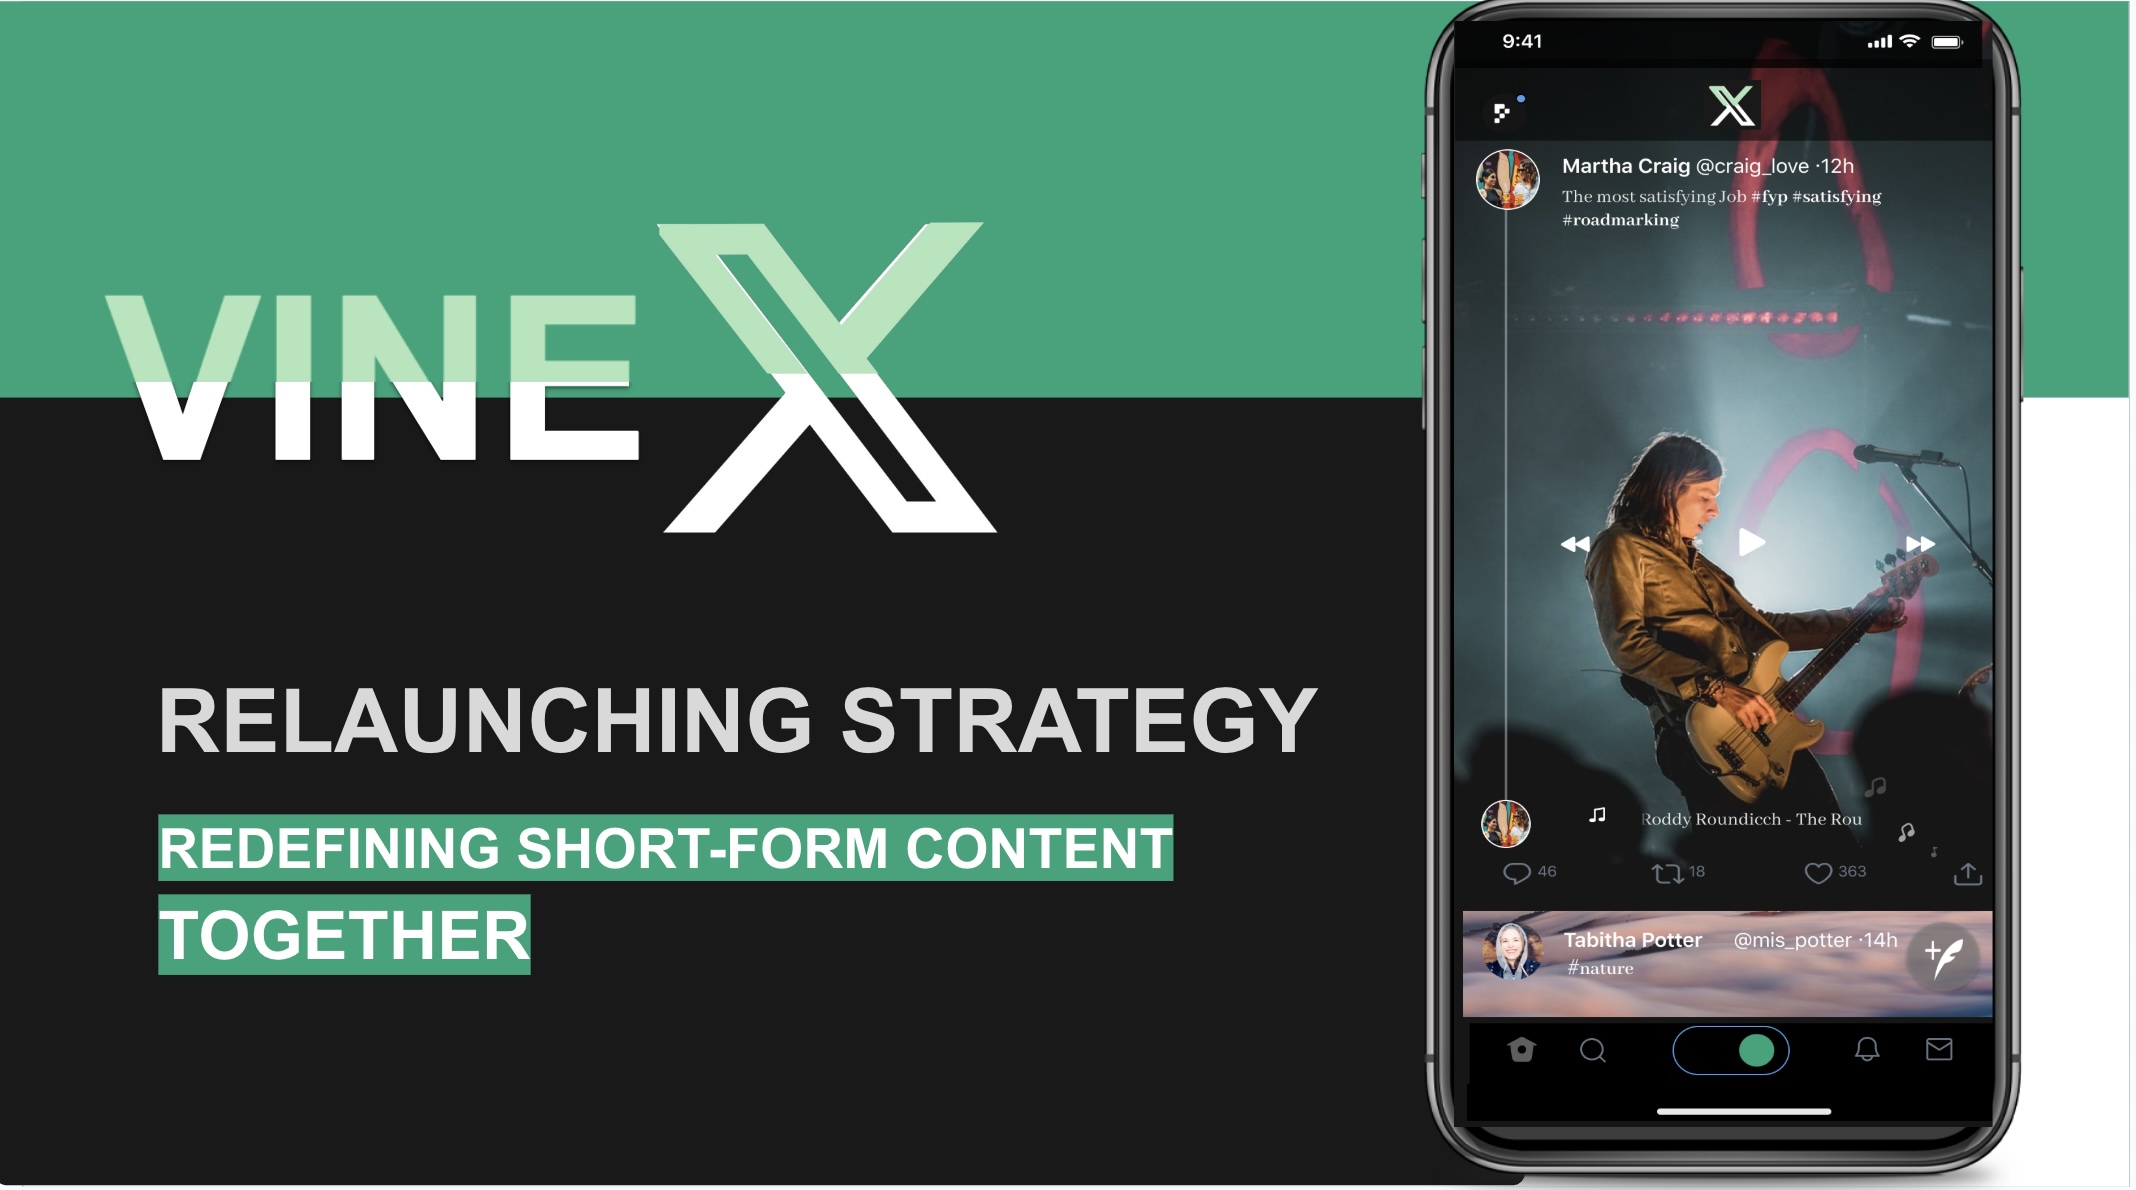 VINE X
RELAUNCHING STRATEGY
REDEFINING SHORT-FORM CONTENT
TOGETHER
9:41
X
Martha Craig @craig_love ·12h
The most satisfying Job #fyp #satisfying
#roadmarking
Roddy Roundicch - The Rou
46 18 363
Tabitha Potter @mis_potter ·14h
#nature